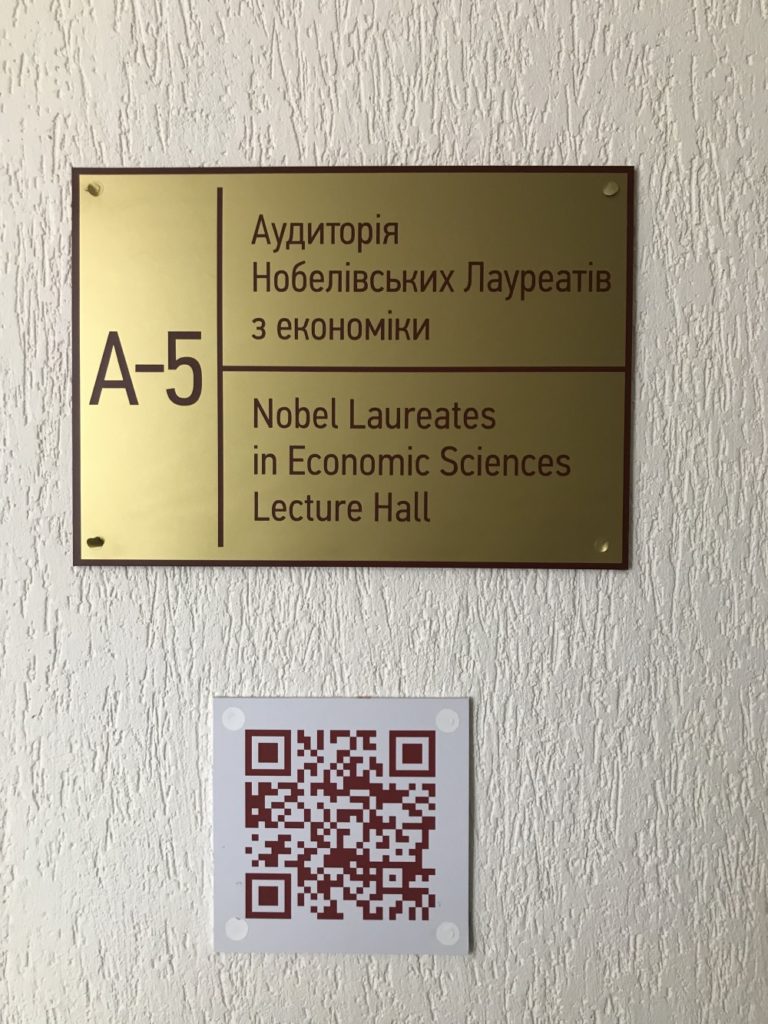 А-5
Аудиторія
Нобелівських Лауреатів
з економіки
Nobel Laureates
in Economic Sciences
Lecture Hall